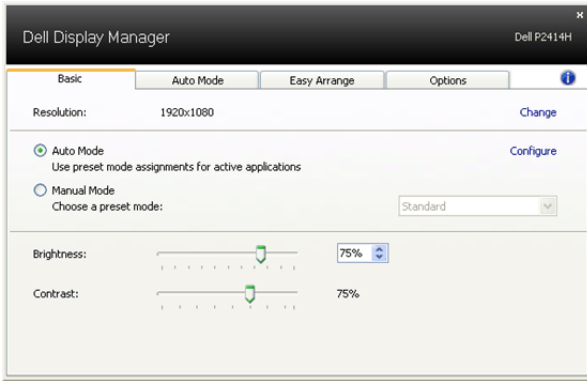 Dell Display Manager
Dell P2414H
Basic
Auto Mode
Easy Arrange
Options
Resolution:
1920x1080
Change
Auto Mode
Configure
Use preset mode assignments for active applications
Manual Mode
Choose a preset mode:
Standard
Brightness:
75%
Contrast:
75%